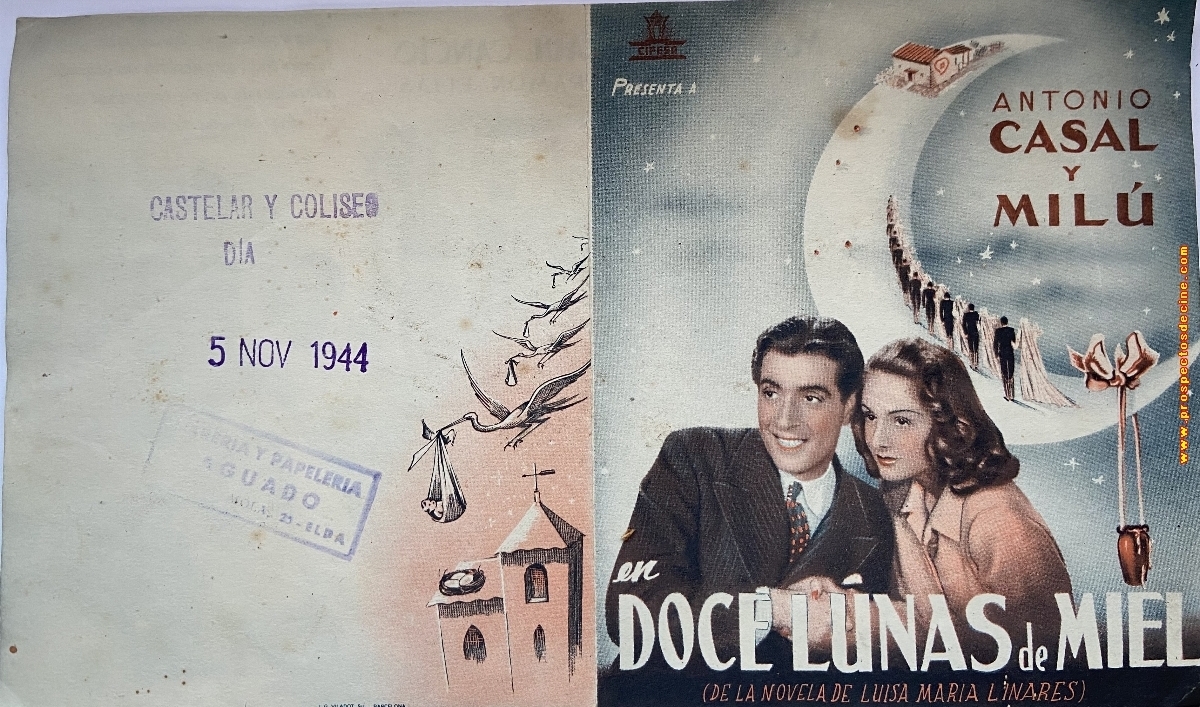 CASTELAR Y COLISEO
DÍA
5 NOV 1944
Y PAPELERIA
AGUADO
ELDA
BARCELONA
CIFESA
PRESENTA A
ANTONIO
CASAL
Y
MILÚ
en
DOCE LUNAS de MIEL
(DE LA NOVELA DE LUISA MARIA LINARES)
www.prospectosdecine.com